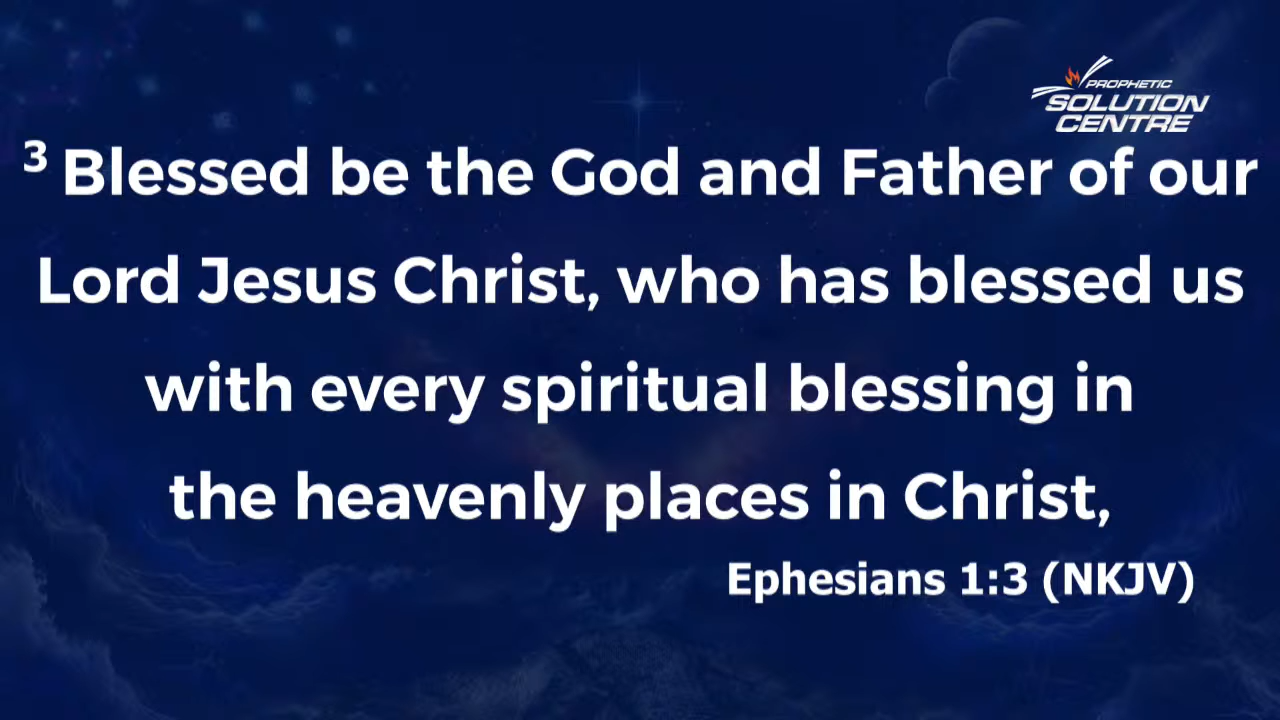 PROPHETIC
SOLUTION
CENTRE
3 Blessed be the God and Father of our
Lord Jesus Christ, who has blessed us
with every spiritual blessing in
the heavenly places in Christ,
Ephesians 1:3 (NKJV)